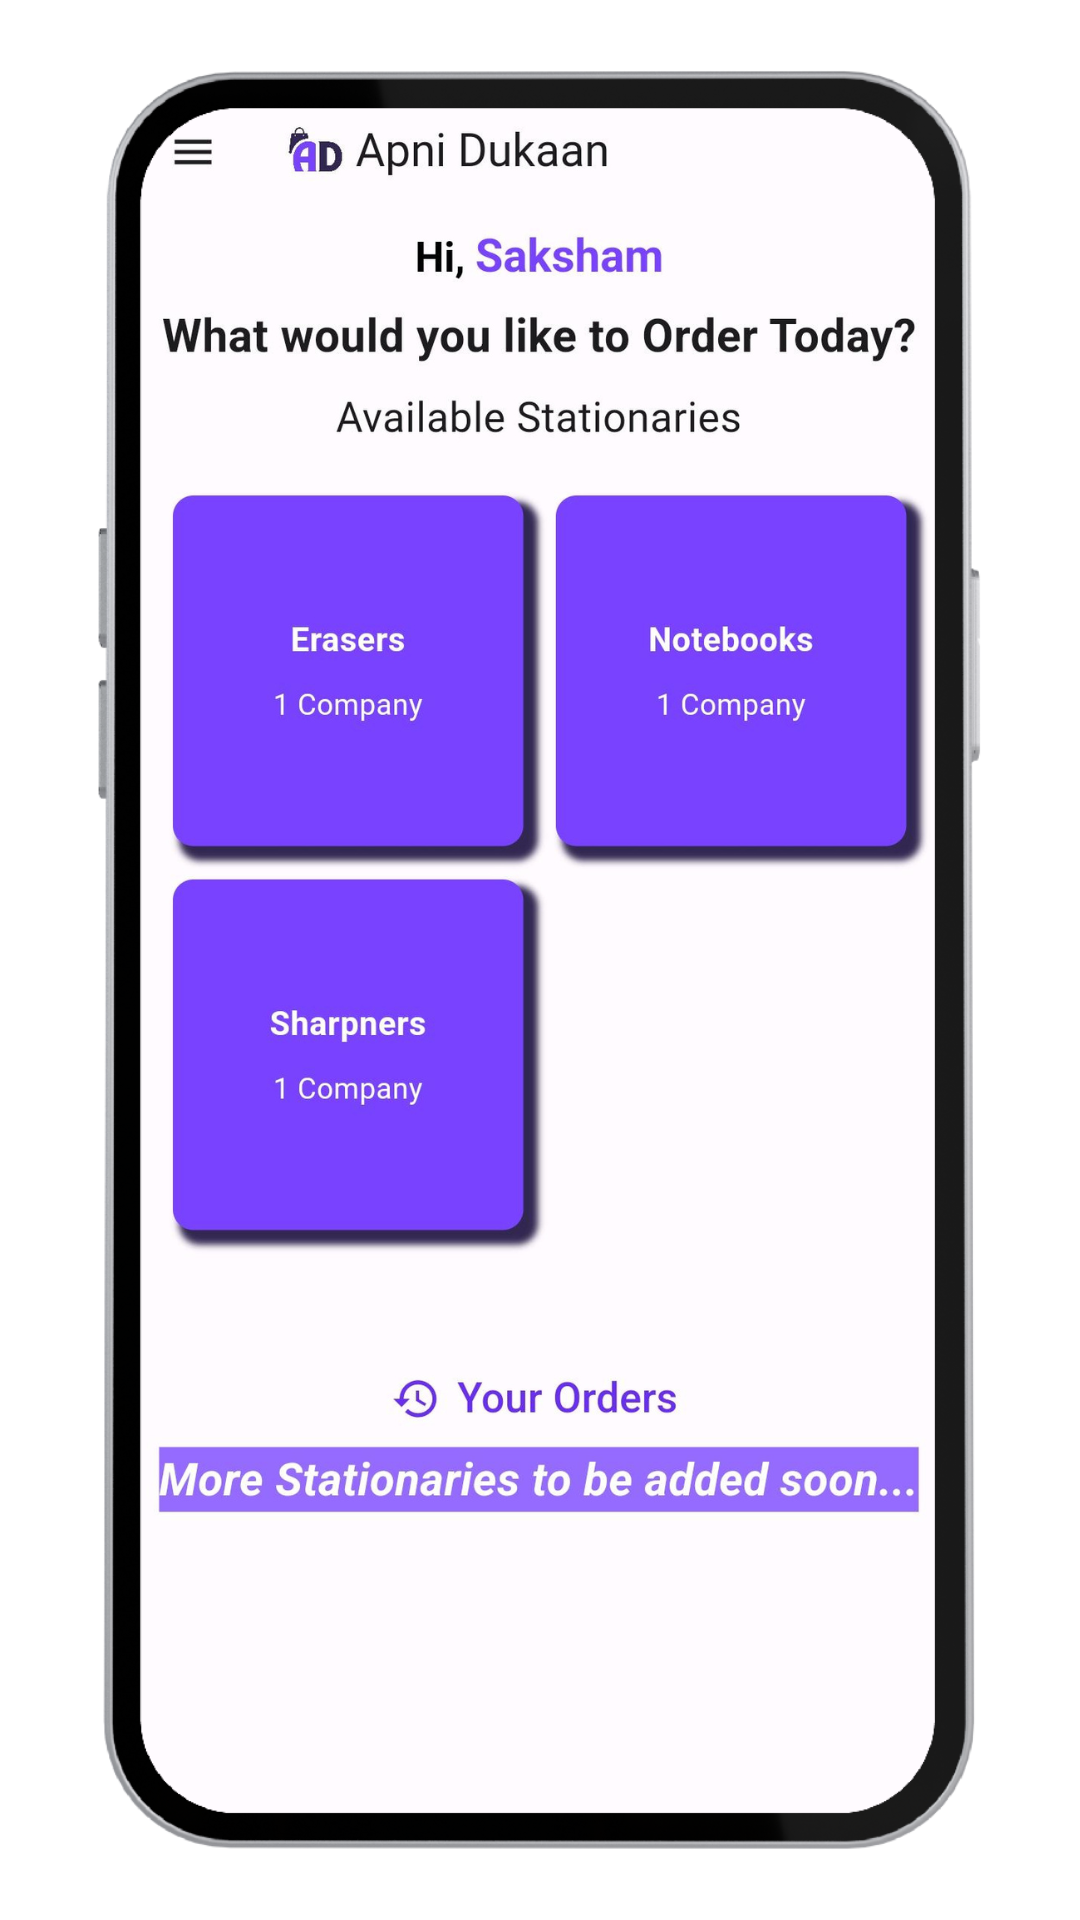 AD Apni Dukaan
Hi, Saksham
What would you like to Order Today?
Available Stationaries
Erasers
1 Company
Notebooks
1 Company
Sharpners
1 Company
Your Orders
More Stationaries to be added soon...